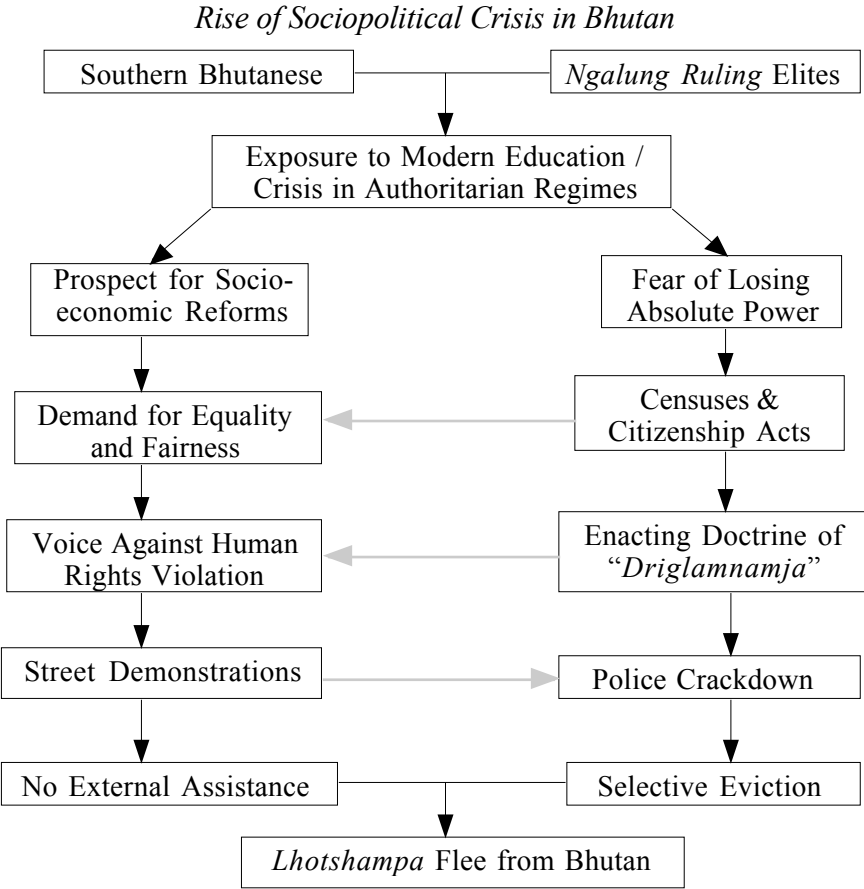 Rise of Sociopolitical Crisis in Bhutan
Southern Bhutanese
Ngalung Ruling Elites
Exposure to Modern Education /
Crisis in Authoritarian Regimes
Prospect for Socio-
economic Reforms
Fear of Losing
Absolute Power
Demand for Equality
and Fairness
Censuses &
Citizenship Acts
Voice Against Human
Rights Violation
Enacting Doctrine of
“Driglamnamja”
Street Demonstrations
Police Crackdown
No External Assistance
Selective Eviction
Lhotshampa Flee from Bhutan